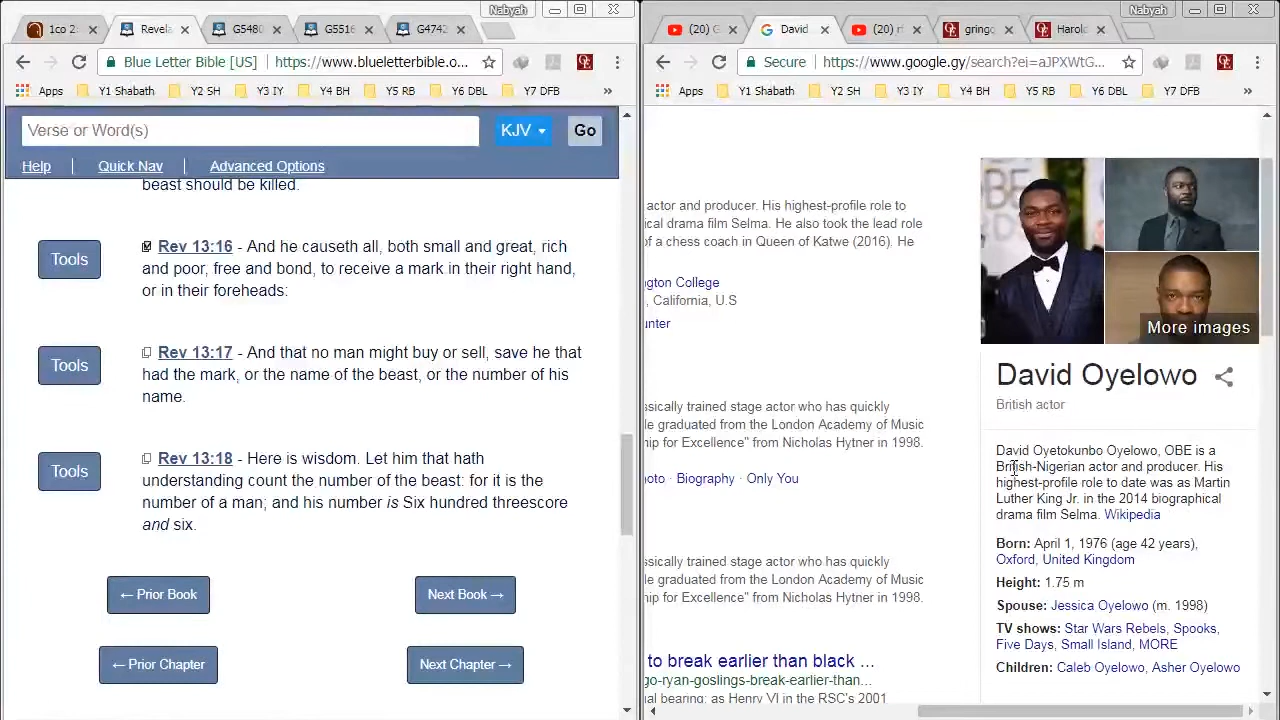 Nabyah
1co 2
Revela
G5480
G5516
G4742
Blue Letter Bible [US]
https://www.blueletterbible.o...
Apps
Y1 Shabath
Y2 SH
Y3 IY
Y4 BH
Y5 RB
Y6 DBL
Y7 DFB
»
Verse or Word(s)
KJV
Go
Help
Quick Nav
Advanced Options
beast should be killed.
Tools
Rev 13:16 - And he causeth all, both small and great, rich
and poor, free and bond, to receive a mark in their right hand,
or in their foreheads:
Tools
Rev 13:17 - And that no man might buy or sell, save he that
had the mark, or the name of the beast, or the number of his
name.
Tools
Rev 13:18 - Here is wisdom. Let him that hath
understanding count the number of the beast: for it is the
number of a man; and his number is Six hundred threescore
and six.
← Prior Book
Next Book →
← Prior Chapter
Next Chapter →
Nabyah
(20) G
David
(20) r
gringo
Harol
Secure
https://www.google.gy/search?ei=aJPXWtG...
Apps
Y1 Shabath
Y2 SH
Y3 IY
Y4 BH
Y5 RB
Y6 DBL
Y7 DFB
»
actor and producer. His highest-profile role to
ical drama film Selma. He also took the lead role
of a chess coach in Queen of Katwe (2016). He
gton College
, California, U.S
unter
ssically trained stage actor who has quickly
le graduated from the London Academy of Music
hip for Excellence" from Nicholas Hytner in 1998.
oto · Biography · Only You
ssically trained stage actor who has quickly
le graduated from the London Academy of Music
hip for Excellence" from Nicholas Hytner in 1998.
to break earlier than black ...
go-ryan-goslings-break-earlier-than...
nal bearing: as Henry VI in the RSC's 2001
More images
David Oyelowo
British actor
David Oyetokunbo Oyelowo, OBE is a
British-Nigerian actor and producer. His
highest-profile role to date was as Martin
Luther King Jr. in the 2014 biographical
drama film Selma. Wikipedia
Born: April 1, 1976 (age 42 years),
Oxford, United Kingdom
Height: 1.75 m
Spouse: Jessica Oyelowo (m. 1998)
TV shows: Star Wars Rebels, Spooks,
Five Days, Small Island, MORE
Children: Caleb Oyelowo, Asher Oyelowo